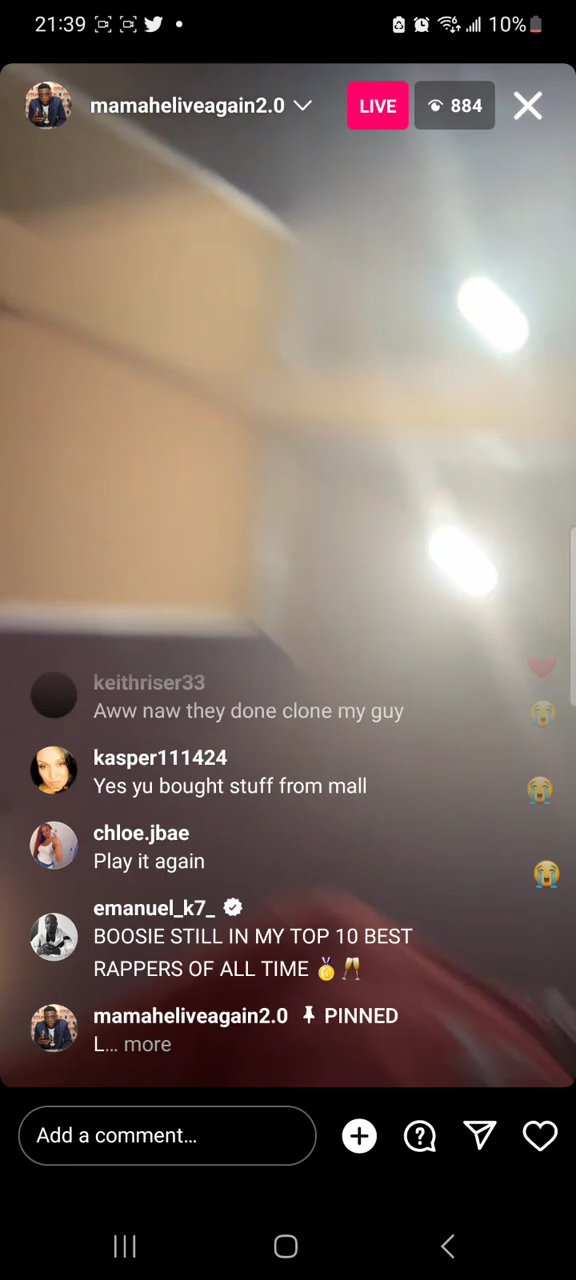 21:39 10%
mamaheliveagain2.0 LIVE 884
keithriser33
Aww naw they done clone my guy
kasper111424
Yes yu bought stuff from mall
chloe.jbae
Play it again
emanuel_k7_
BOOSIE STILL IN MY TOP 10 BEST
RAPPERS OF ALL TIME 🥇🥂
mamaheliveagain2.0 PINNED
L... more
Add a comment...